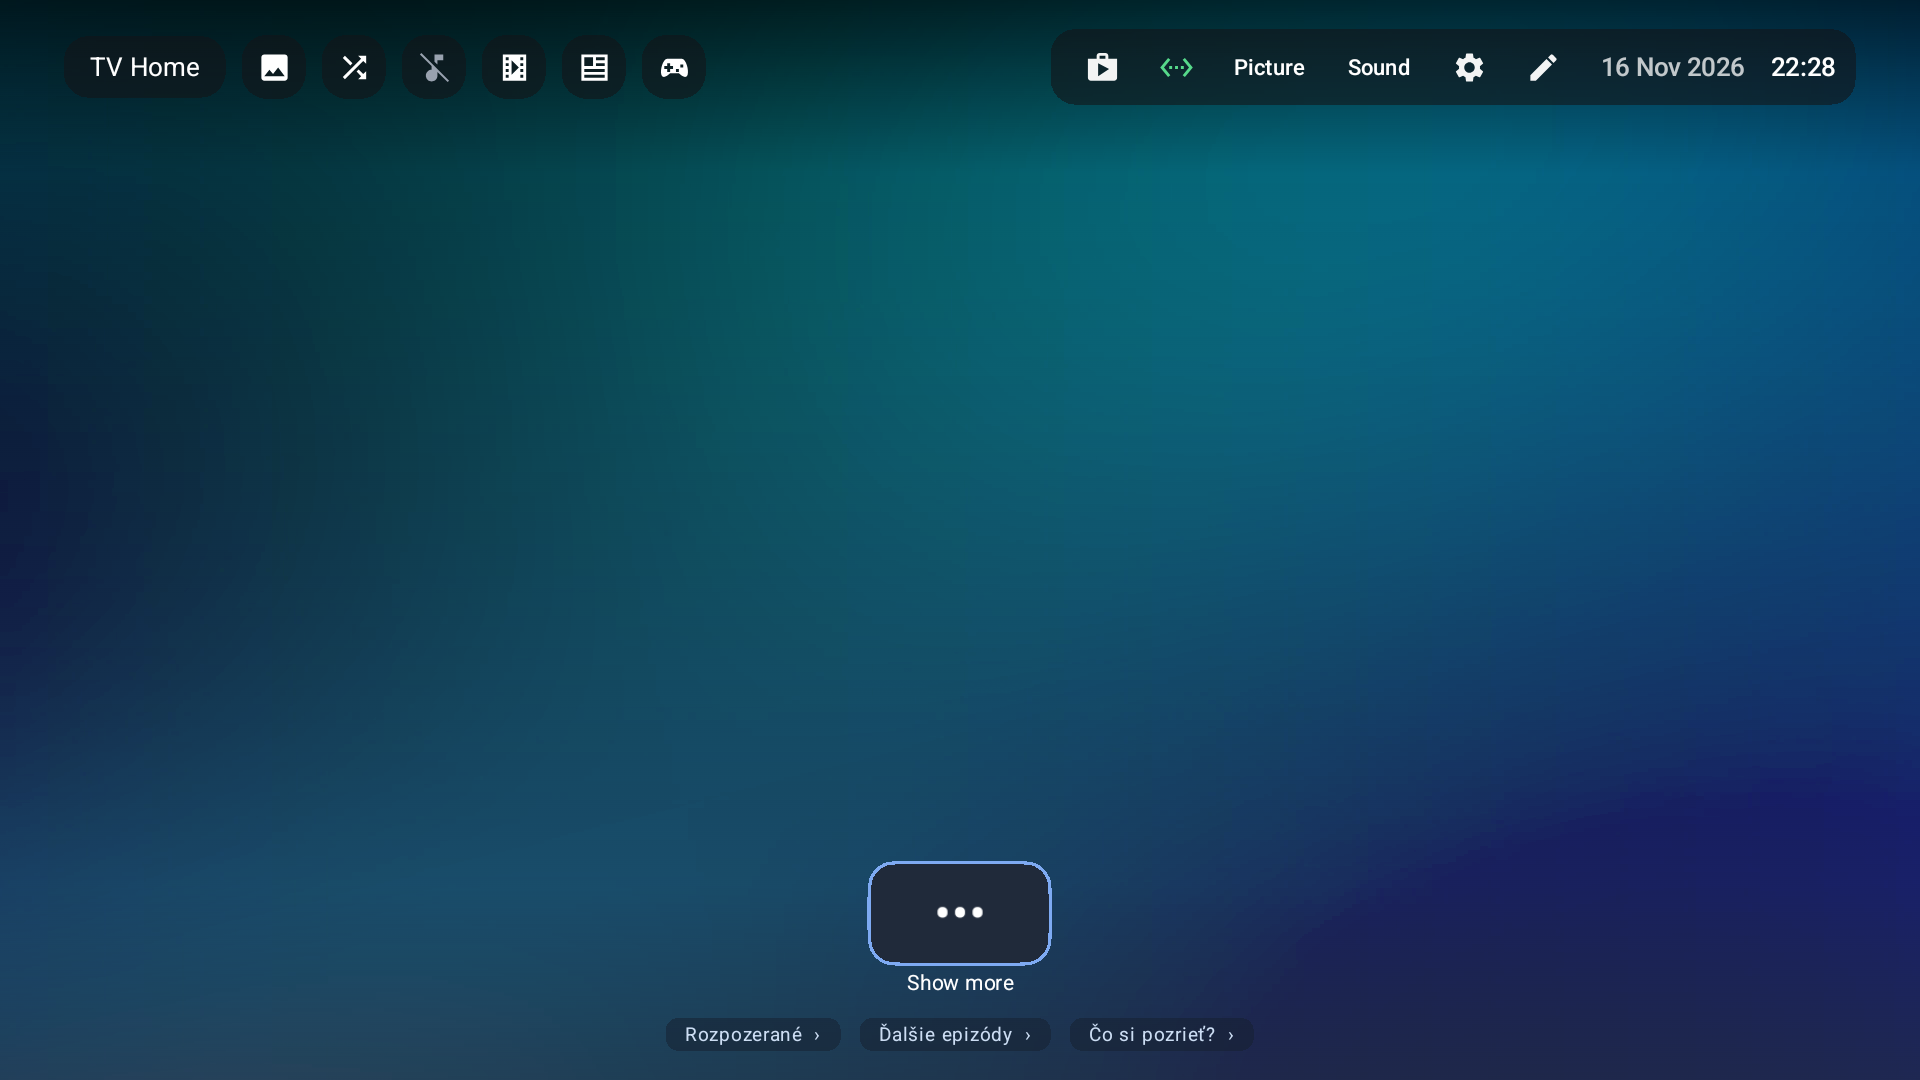 TV Home
Picture
Sound
16 Nov 2026
22:28
Show more
Rozpozerané ›
Ďalšie epizódy ›
Čo si pozrieť? ›